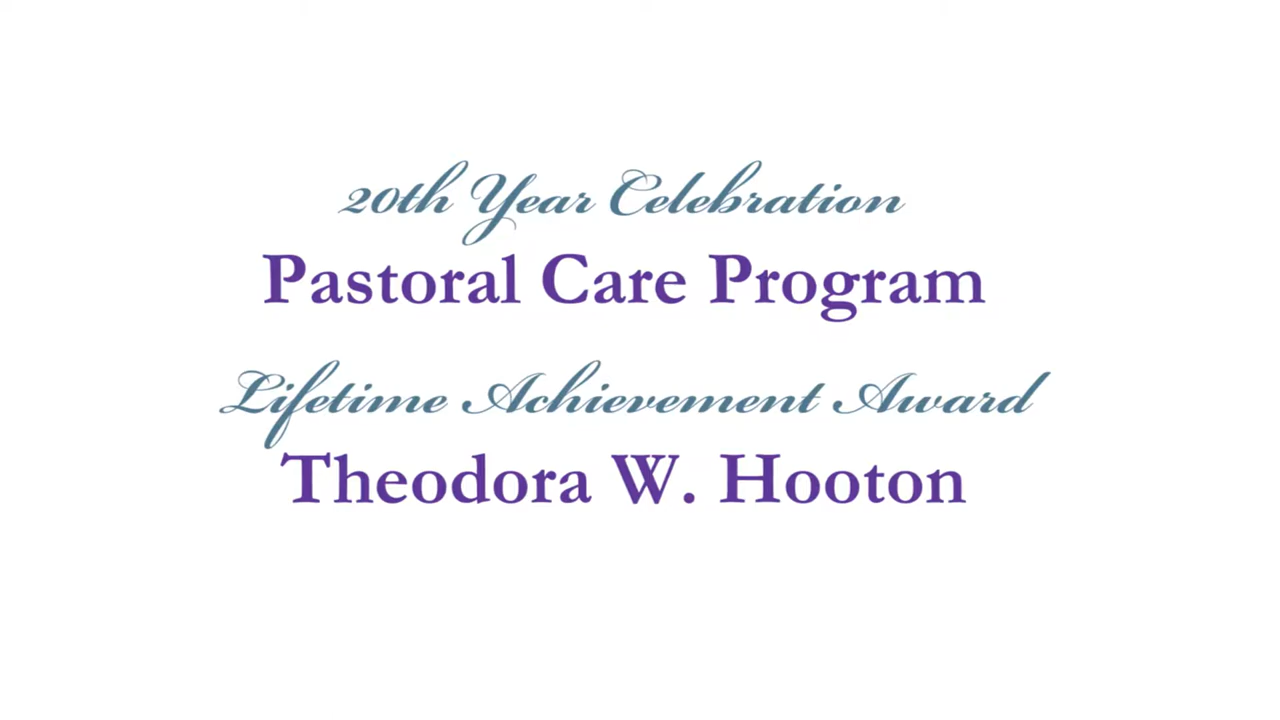 20th Year Celebration
Pastoral Care Program
Lifetime Achievement Award
Theodora W. Hooton